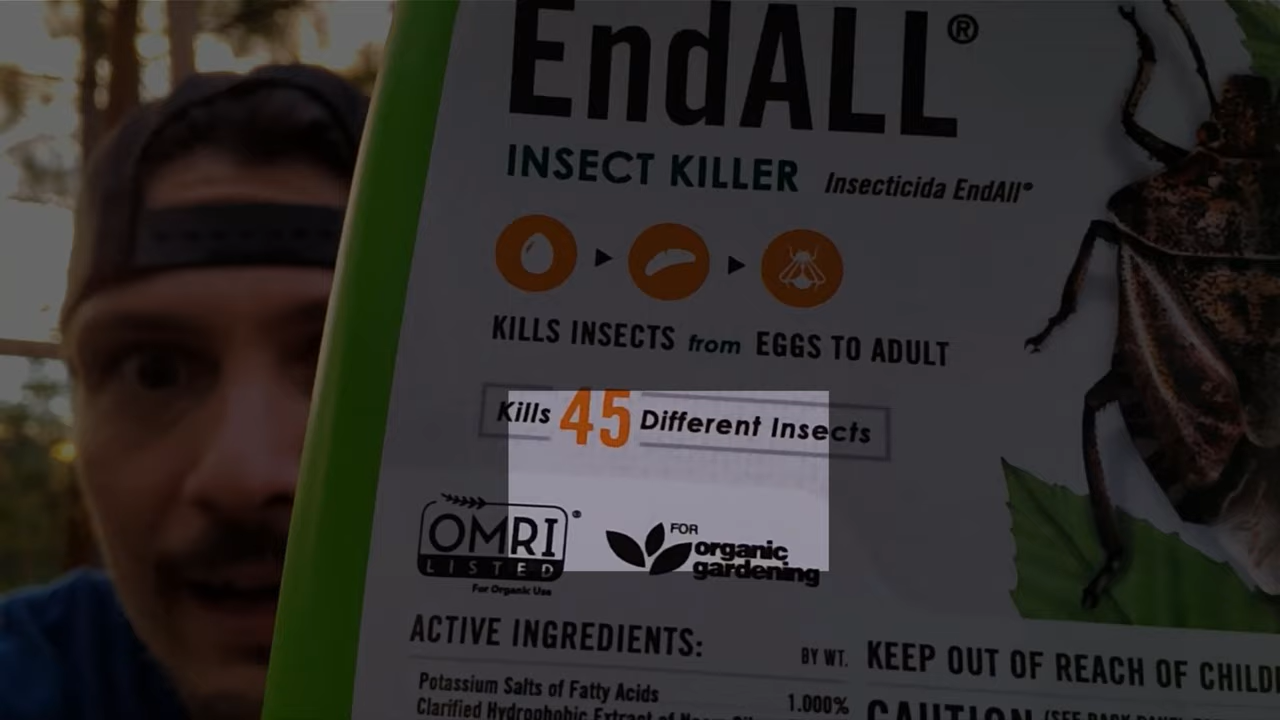 EndALL®
INSECT KILLER Insecticida EndAll®
KILLS INSECTS from EGGS TO ADULT
Kills 45 Different Insects
OMRI®
LISTED
For Organic Use
FOR
organic
gardening
ACTIVE INGREDIENTS: BY WT.
Potassium Salts of Fatty Acids 1.000%
Clarified Hydrophobic Extract of
KEEP OUT OF REACH OF CHILD
CAUTION (SEE